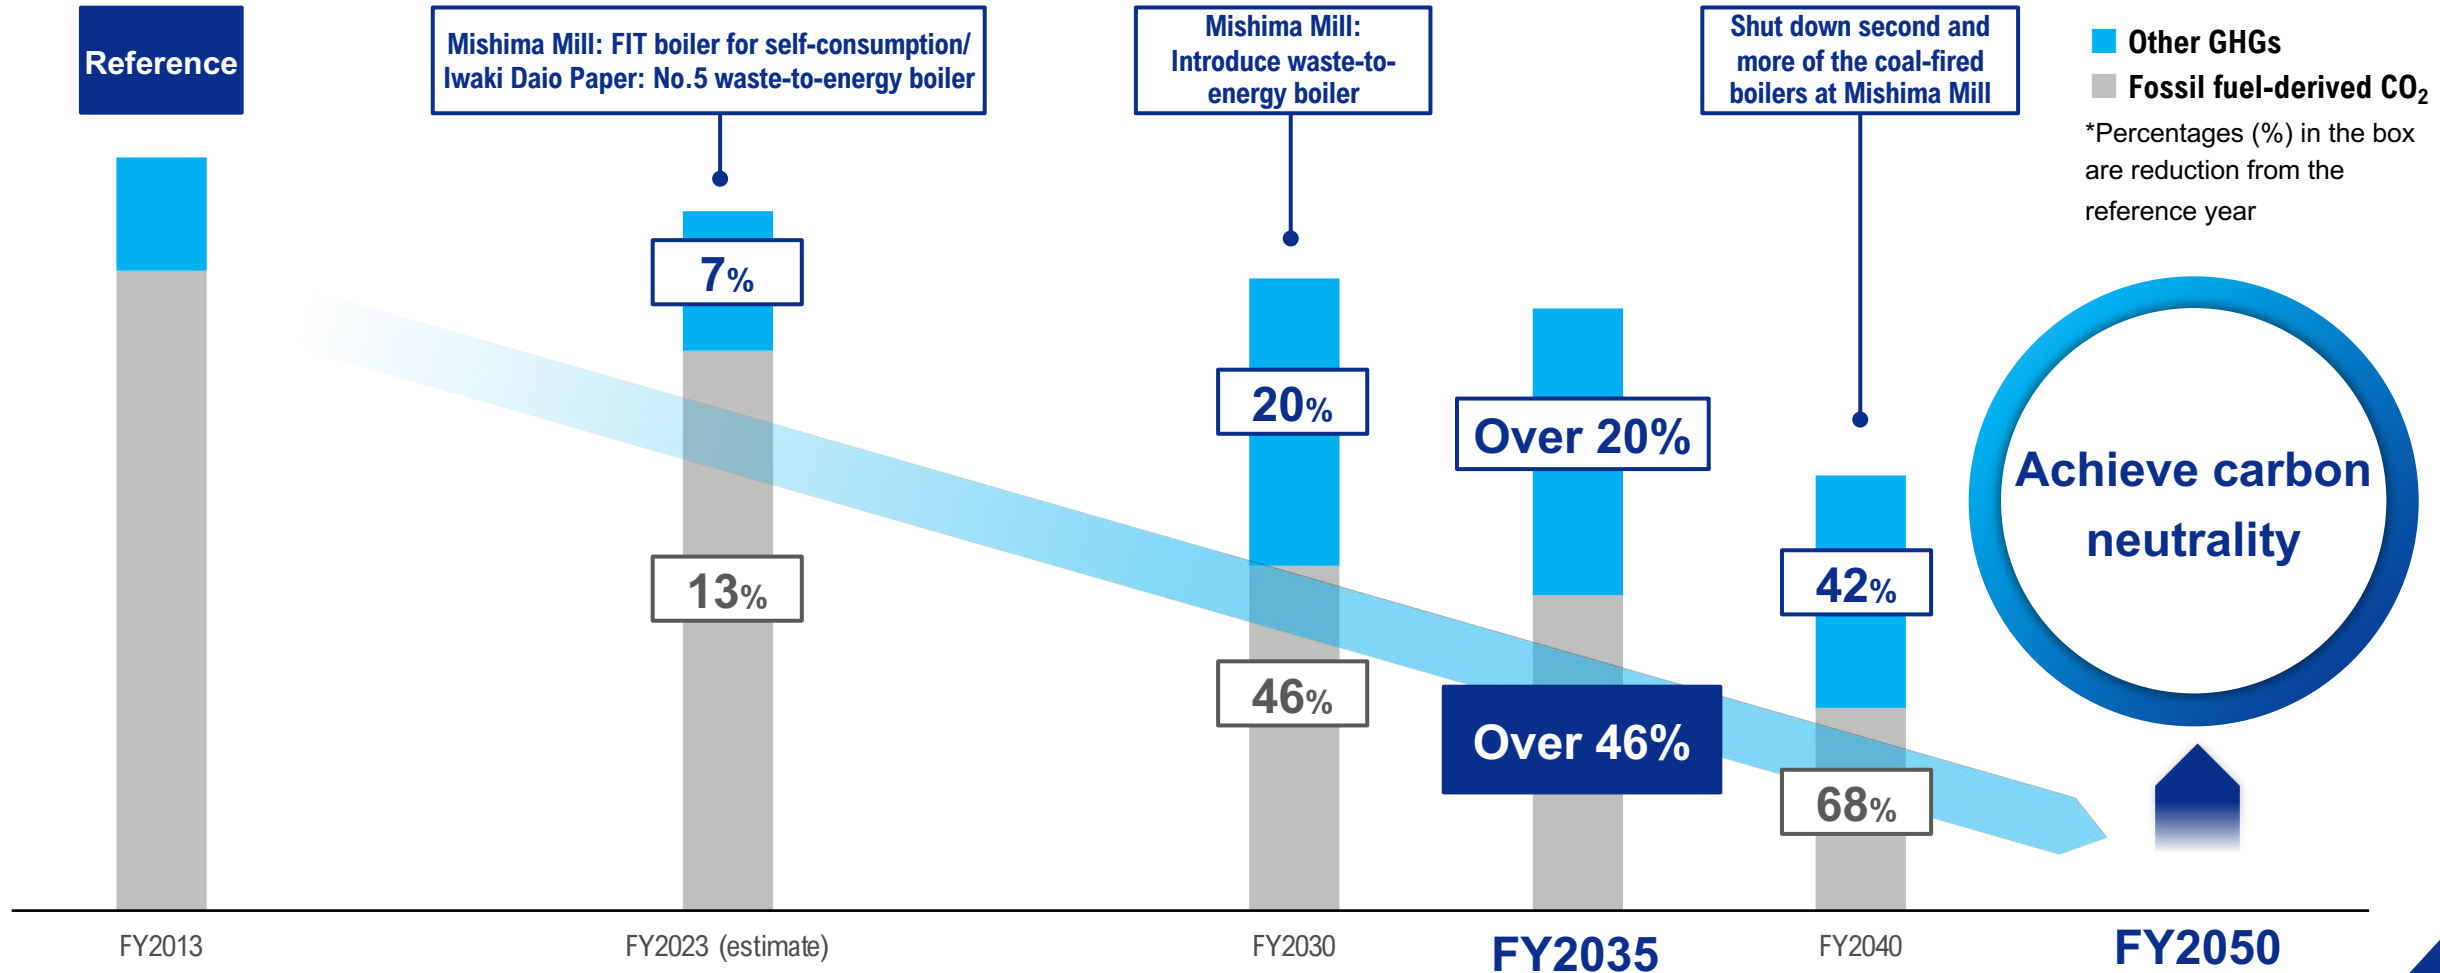 Reference
Mishima Mill: FIT boiler for self-consumption/
Iwaki Daio Paper: No.5 waste-to-energy boiler
Mishima Mill:
Introduce waste-to-
energy boiler
Shut down second and
more of the coal-fired
boilers at Mishima Mill
Other GHGs
Fossil fuel-derived CO₂
*Percentages (%) in the box
are reduction from the
reference year
7%
13%
20%
46%
Over 20%
Over 46%
42%
68%
Achieve carbon
neutrality
FY2013
FY2023 (estimate)
FY2030
FY2035
FY2040
FY2050